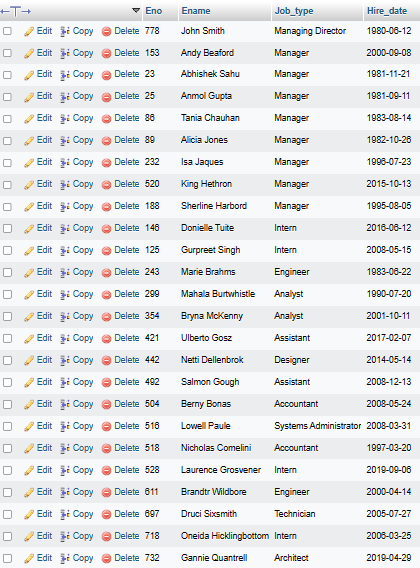 Eno Ename Job_type Hire_date
Edit Copy Delete 778 John Smith Managing Director 1980-06-12
Edit Copy Delete 153 Andy Beaford Manager 2000-09-08
Edit Copy Delete 23 Abhishek Sahu Manager 1981-11-21
Edit Copy Delete 25 Anmol Gupta Manager 1981-09-11
Edit Copy Delete 86 Tania Chauhan Manager 1983-08-14
Edit Copy Delete 89 Alicia Jones Manager 1982-10-26
Edit Copy Delete 232 Isa Jaques Manager 1996-07-23
Edit Copy Delete 520 King Hethron Manager 2015-10-13
Edit Copy Delete 188 Sherline Harbord Manager 1995-08-05
Edit Copy Delete 146 Donielle Tuite Intern 2016-06-12
Edit Copy Delete 125 Gurpreet Singh Intern 2008-05-15
Edit Copy Delete 243 Marie Brahms Engineer 1983-06-22
Edit Copy Delete 299 Mahala Burtwhistle Analyst 1990-07-20
Edit Copy Delete 354 Bryna McKenny Analyst 2001-10-11
Edit Copy Delete 421 Ulberto Gosz Assistant 2017-02-07
Edit Copy Delete 442 Netti Dellenbrok Designer 2014-05-14
Edit Copy Delete 492 Salmon Gough Assistant 2008-12-13
Edit Copy Delete 504 Berny Bonas Accountant 2008-05-24
Edit Copy Delete 516 Lowell Paule Systems Administrator 2008-03-31
Edit Copy Delete 518 Nicholas Comelini Accountant 1997-03-20
Edit Copy Delete 528 Laurence Grosvener Intern 2019-09-06
Edit Copy Delete 611 Brandtr Wildbore Engineer 2000-04-14
Edit Copy Delete 697 Druci Sixsmith Technician 2005-07-27
Edit Copy Delete 718 Oneida Hicklingbottom Intern 2006-03-25
Edit Copy Delete 732 Gannie Quantrell Architect 2019-04-29